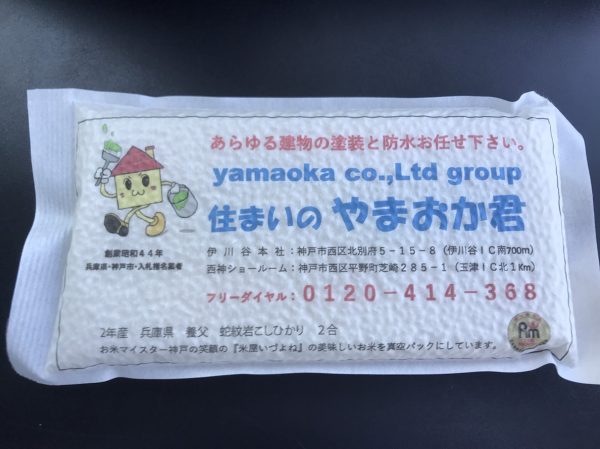 あらゆる建物の塗装と防水お任せ下さい。
yamaoka co.,Ltd group
住まいの やまおか君
創業昭和44年
兵庫県・神戸市・入札指名業者
伊川谷本社:神戸市西区北別府5-15-8(伊川谷IC南700m)
西神ショールーム:神戸市西区平野町芝崎285-1(玉津IC北1Km)
フリーダイヤル:0120-414-368
2年産 兵庫県 養父 蛇紋岩こしひかり 2合
お米マイスター神戸の笑顔の『米屋いづよね』の美味しいお米を真空パックにしています。